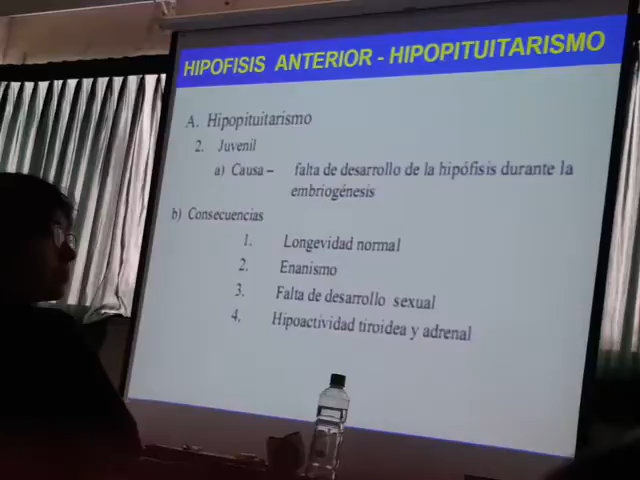 HIPOFISIS ANTERIOR - HIPOPITUITARISMO
A. Hipopituitarismo
2. Juvenil
a) Causa – falta de desarrollo de la hipófisis durante la
embriogénesis
b) Consecuencias
1. Longevidad normal
2. Enanismo
3. Falta de desarrollo sexual
4. Hipoactividad tiroidea y adrenal